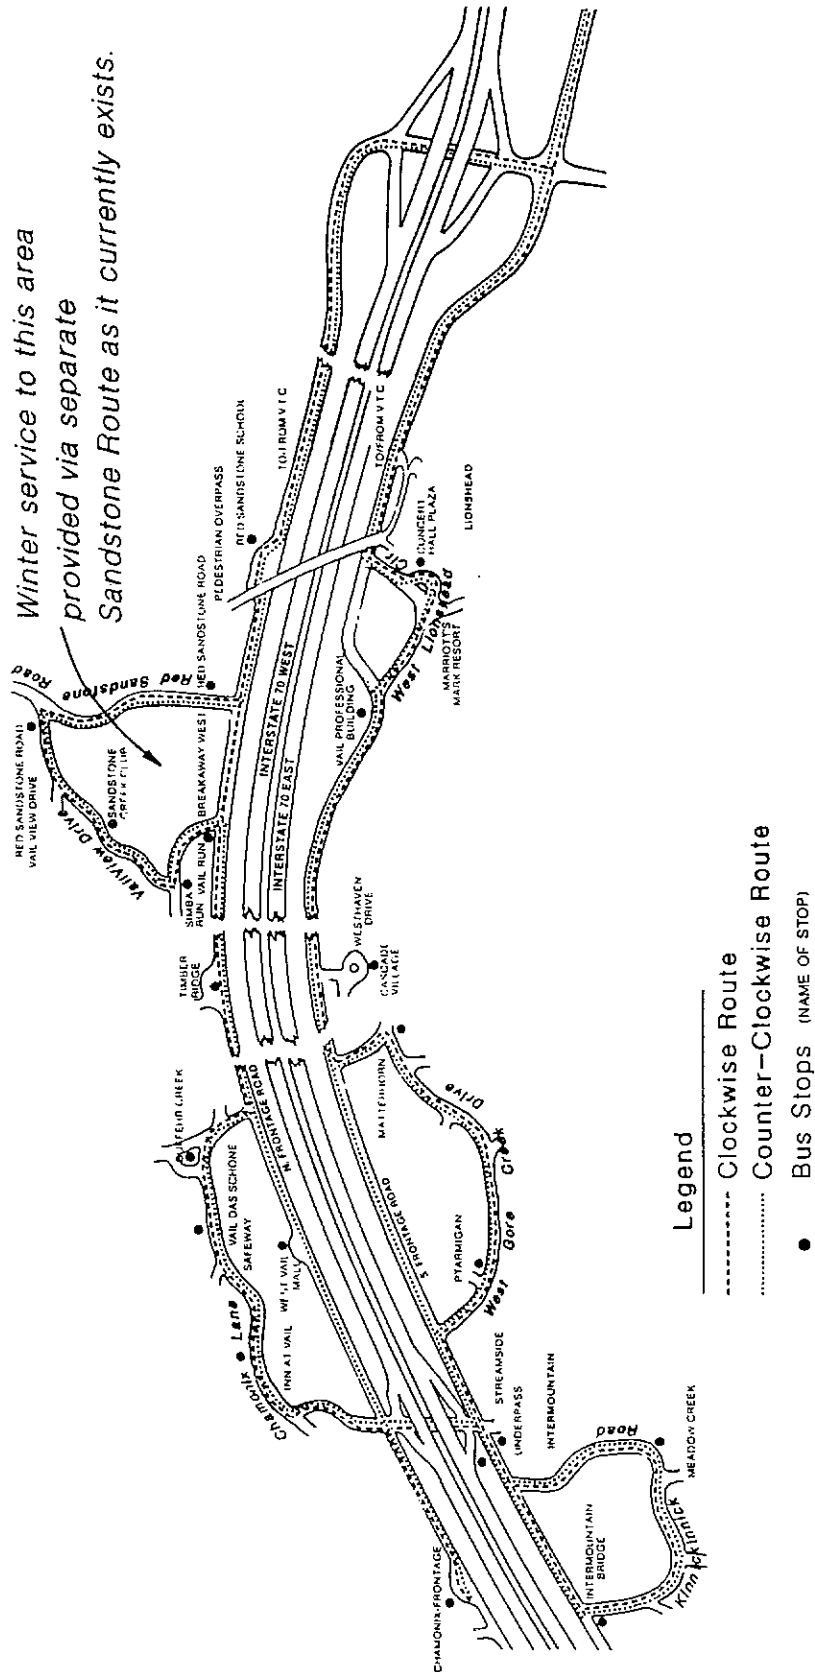 Winter service to this area
provided via separate
Sandstone Route as it currently exists.
RED SANDSTONE ROAD
VAIL VIEW DRIVE
Road
Red Sandstone
VailView Drive
SANDSTONE
CREEK CLUB
SIMBA
RUN
VAIL RUN
BREAKAWAY WEST
RED SANDSTONE ROAD
PEDESTRIAN OVERPASS
RED SANDSTONE SCHOOL
TO/FROM VTC
TIMBER
RIDGE
INTERSTATE 70 WEST
INTERSTATE 70 EAST
TO/FROM VTC
BUFFEHR CREEK
N. FRONTAGE ROAD
VAIL DAS SCHONE
SAFEWAY
WEST VAIL
MALL
Chamonix Lane
INN AT VAIL
CHAMONIX-FRONTAGE
WESTHAVEN
DRIVE
CASCADE
VILLAGE
VAIL PROFESSIONAL
BUILDING
West Lionshead
Cir
MARRIOTT'S
MARK RESORT
CONCERT
HALL PLAZA
LIONSHEAD
MATTERHORN
S FRONTAGE ROAD
PTARMIGAN
West Gore Creek Drive
STREAMSIDE
UNDERPASS
INTERMOUNTAIN
INTERMOUNTAIN
BRIDGE
MEADOW CREEK
Kinnickinnick
Road
Legend
Clockwise Route
Counter-Clockwise Route
Bus Stops (NAME OF STOP)